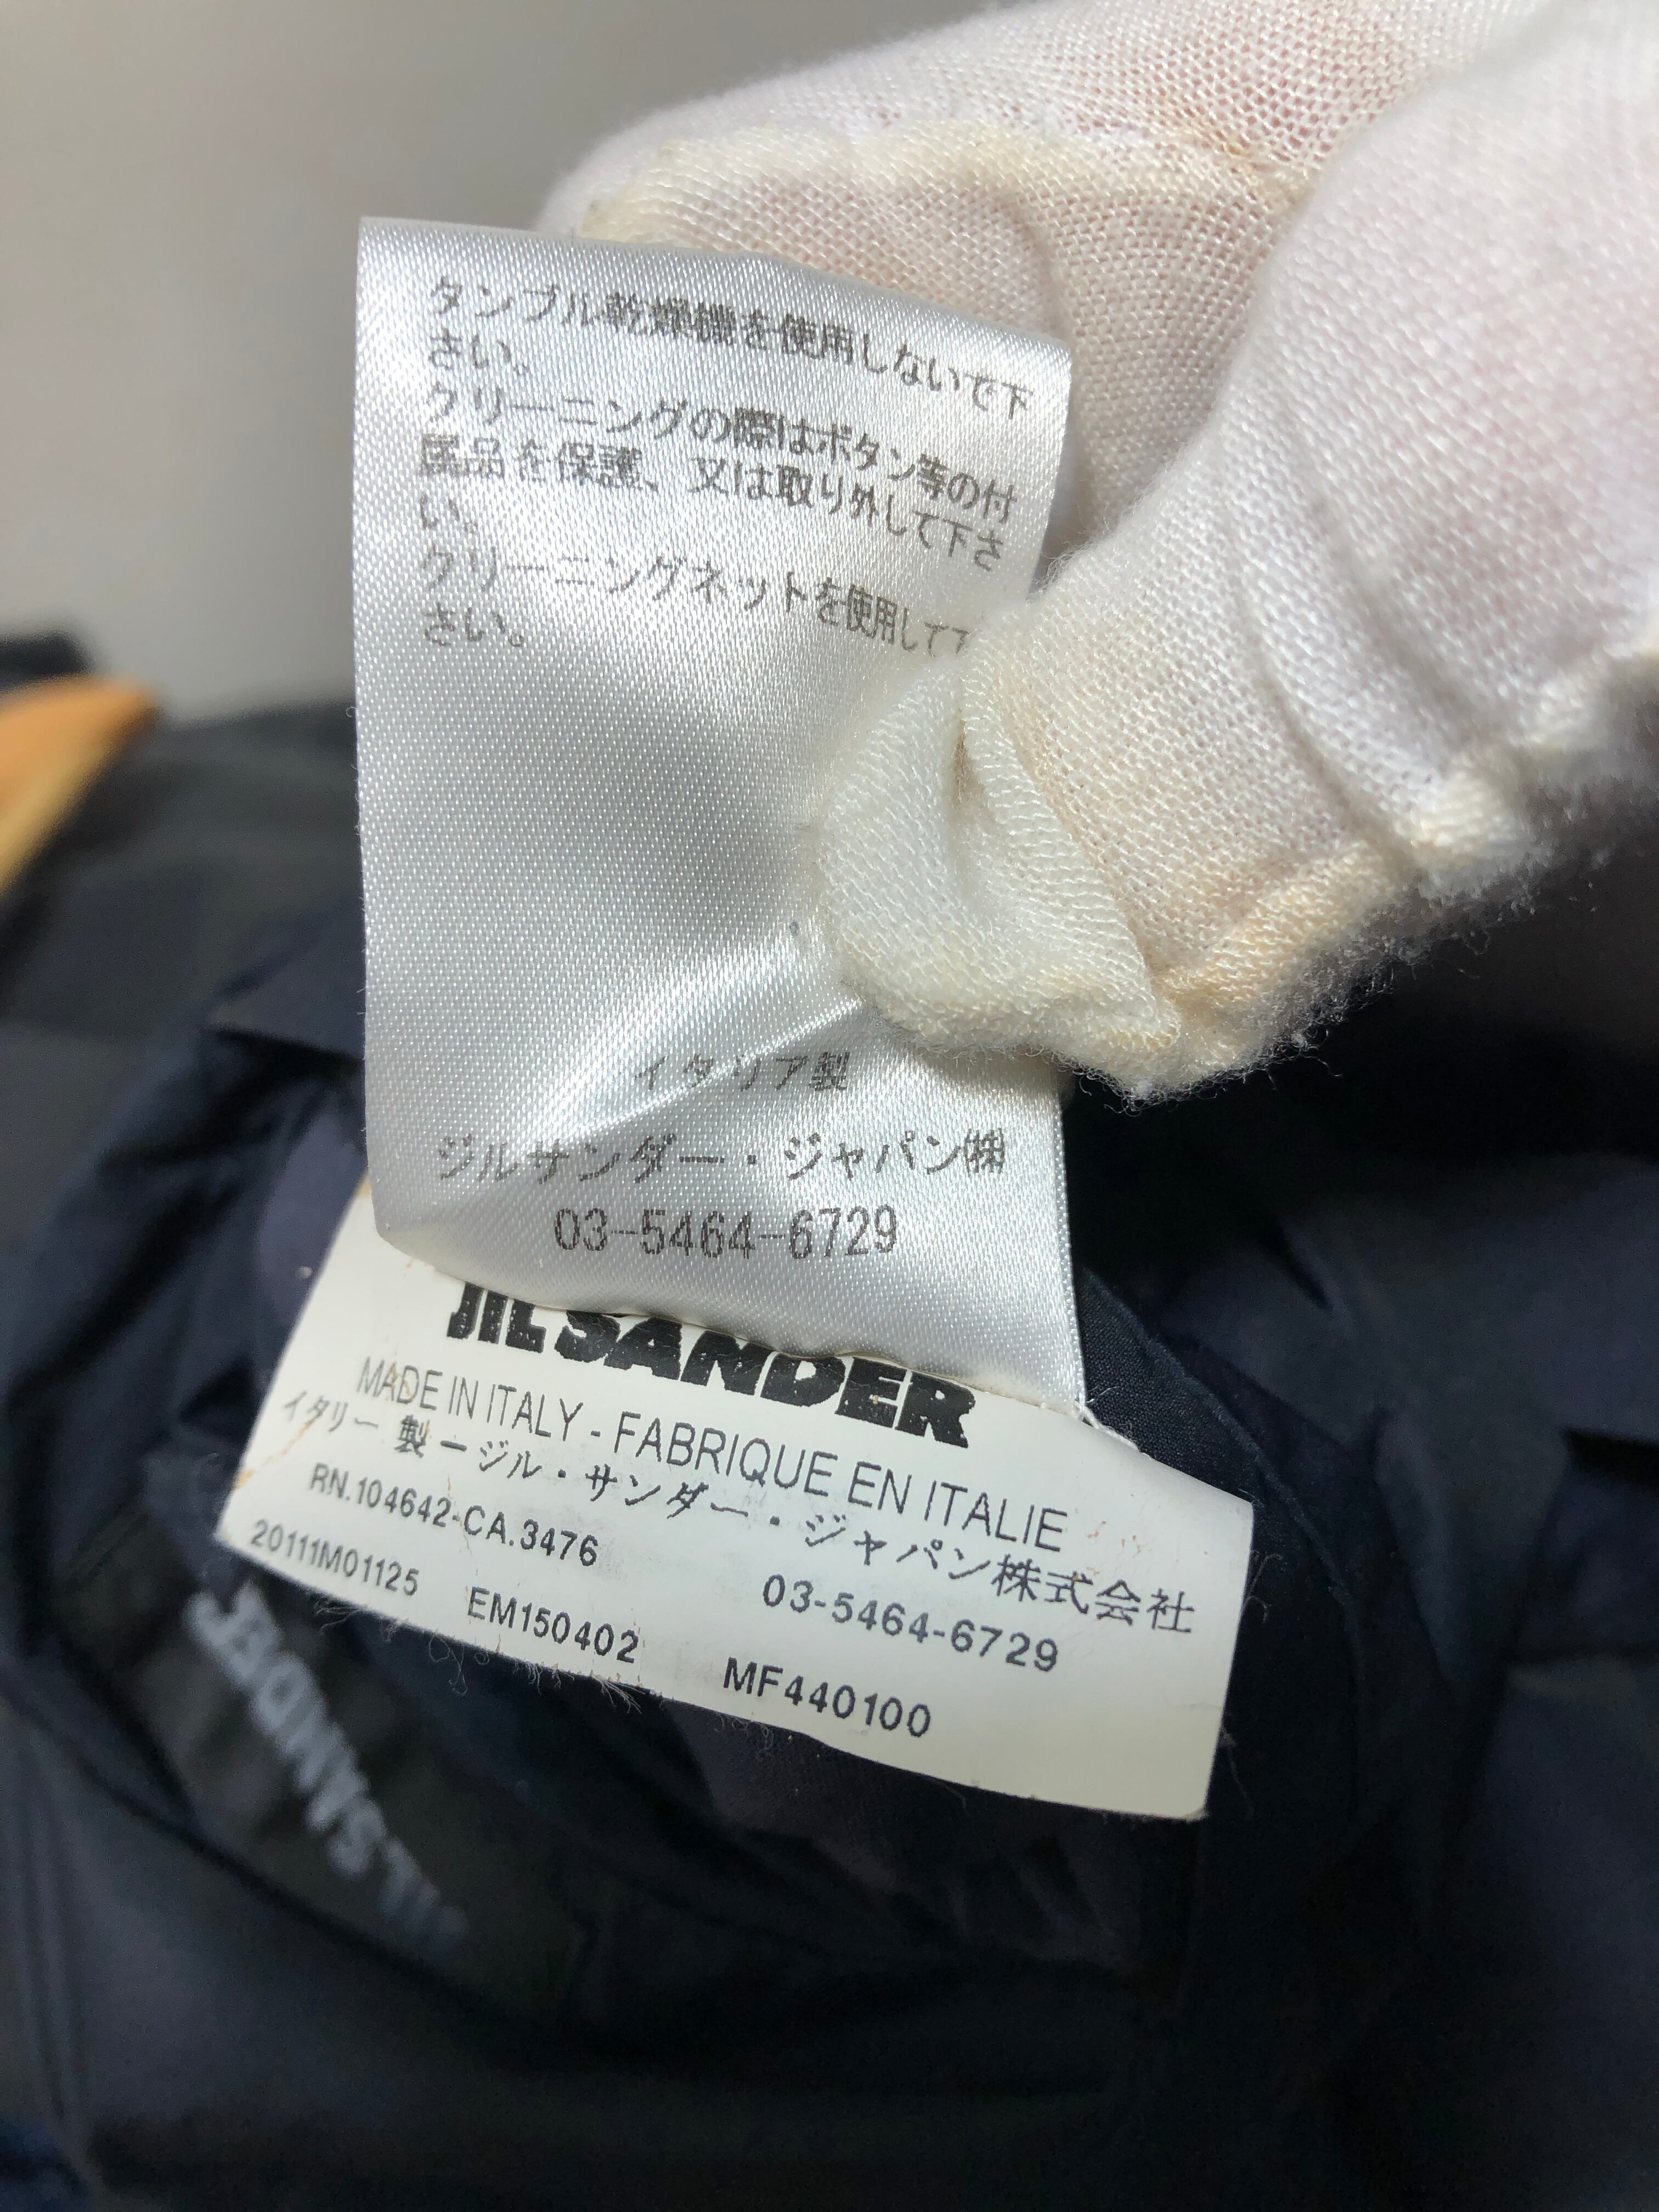 タンブル乾燥機を使用しないで下
さい。
クリーニングの際はボタン等の付
属品を保護、又は取り外して下さ
い。
クリーニングネットを使用して下
さい。
イタリア製
ジルサンダー・ジャパン㈱
03-5464-6729
JIL SANDER
MADE IN ITALY - FABRIQUE EN ITALIE
イタリー 製 ー ジル・サンダー・ジャパン株式会社
RN.104642-CA.3476 03-5464-6729
20111M01125 EM150402 MF440100